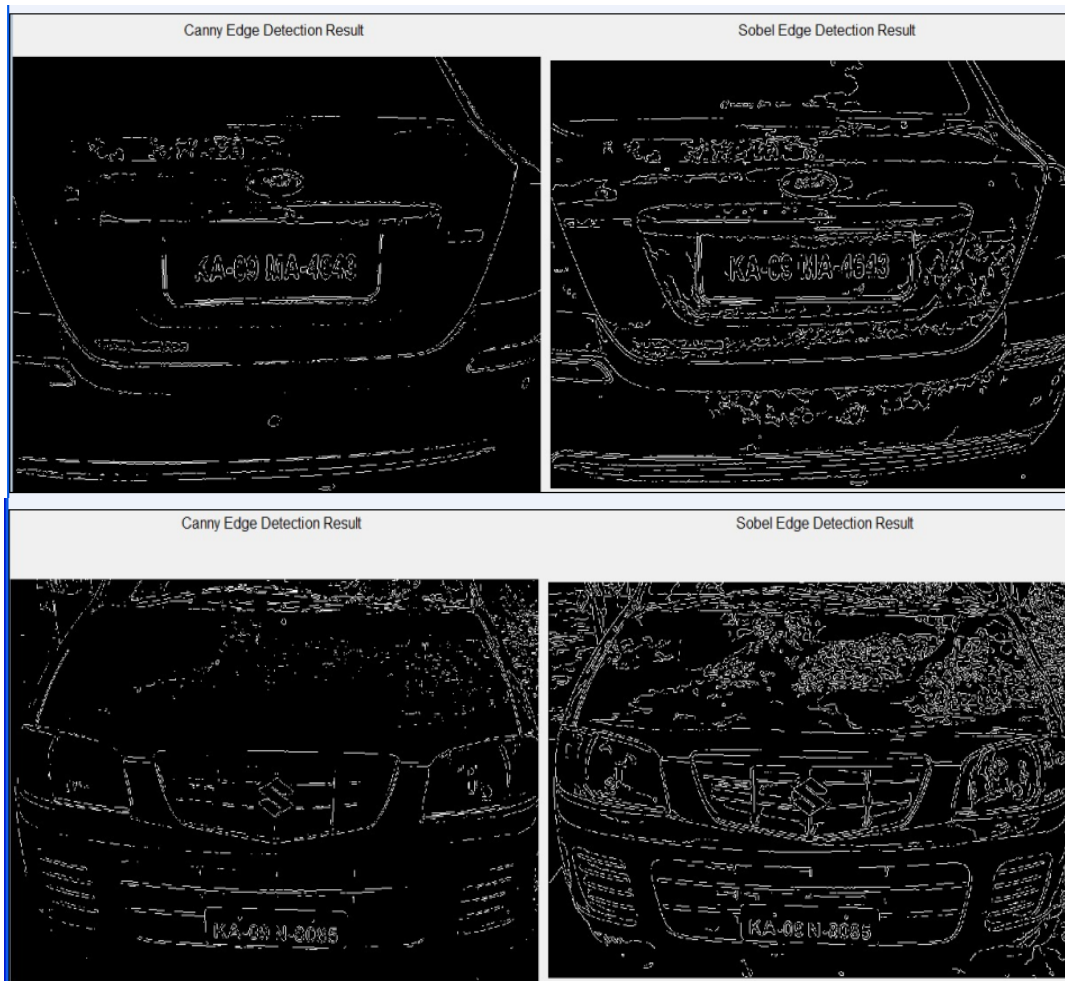 Canny Edge Detection Result
Sobel Edge Detection Result
KA-09 MA-4643
KA-09 MA-4643
Canny Edge Detection Result
Sobel Edge Detection Result
KA-09 N-8085
KA-09 N-8085